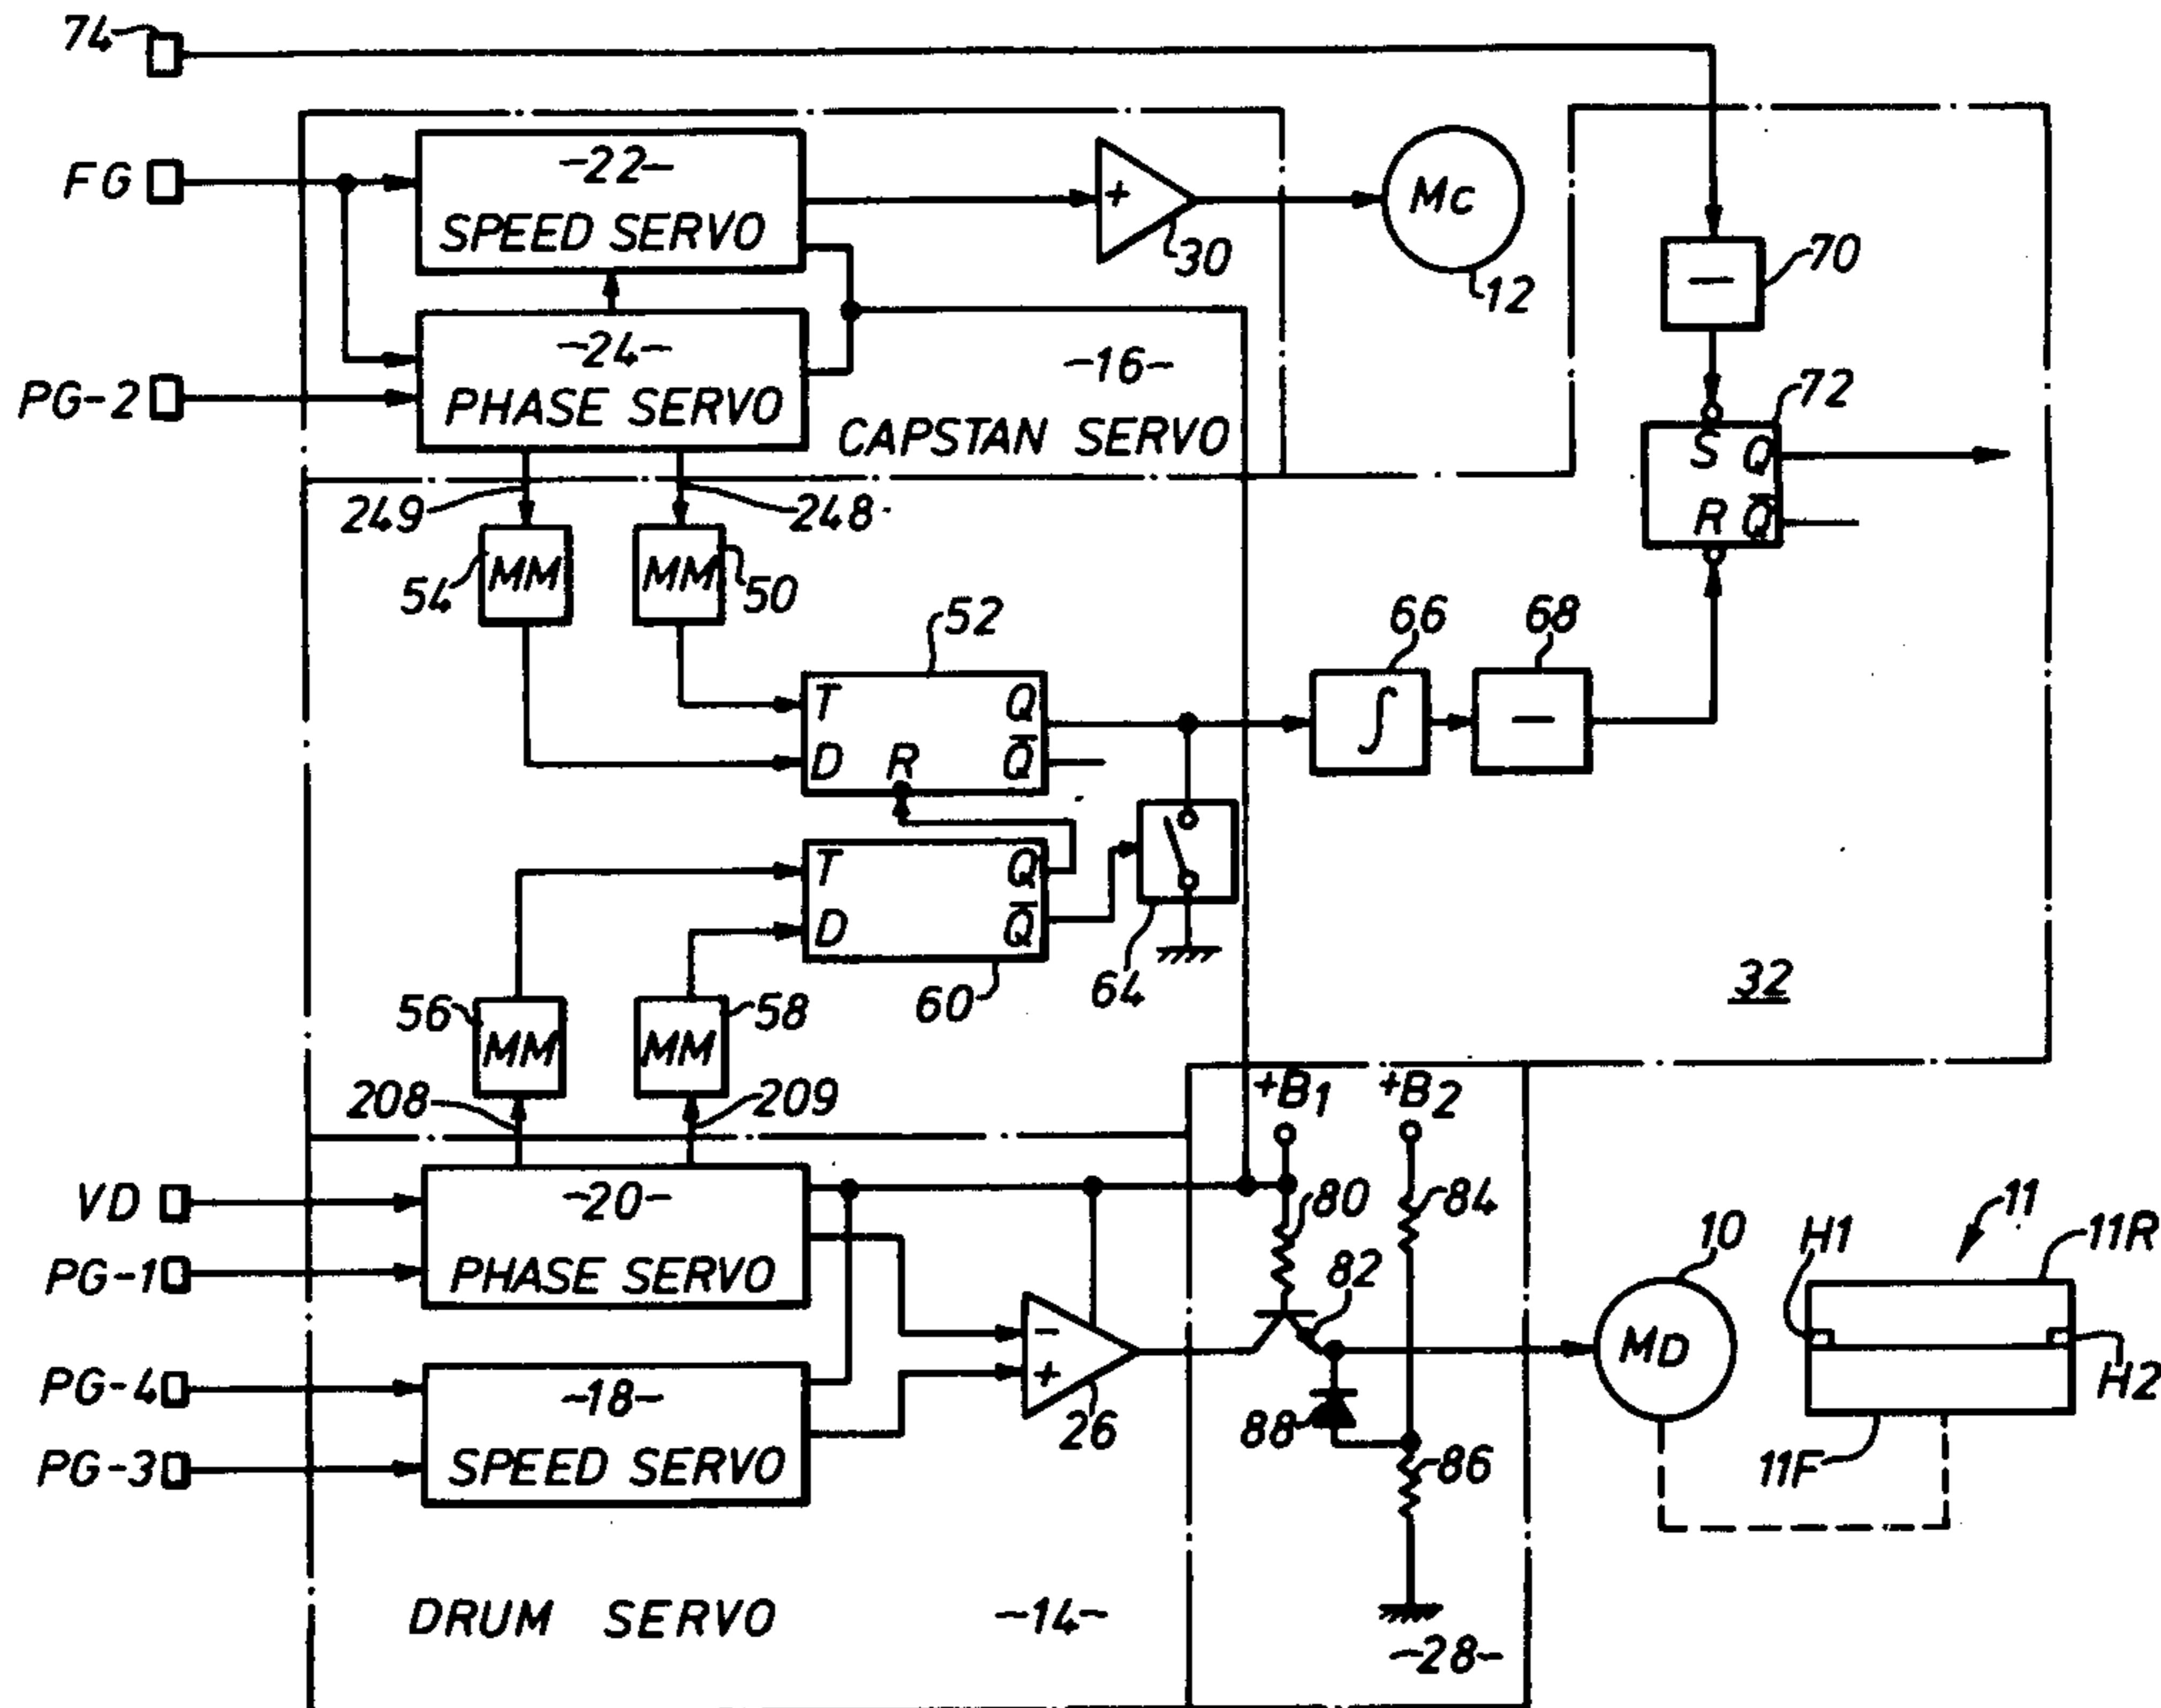 74
FG
-22-
SPEED SERVO
+
30
MC
12
70
PG-2
-24-
PHASE SERVO
-16-
CAPSTAN SERVO
72
S Q
R Q̅
249
248
54
MM
MM
50
52
T Q
D R Q̅
66
∫
68
T Q
D Q̅
60
64
32
56
MM
MM
58
208
209
+B1
+B2
VD
PG-1
-20-
PHASE SERVO
80
84
82
10
11
H1
11R
PG-4
PG-3
-18-
SPEED SERVO
-
+
26
88
86
MD
H2
11F
DRUM SERVO
-14-
-28-